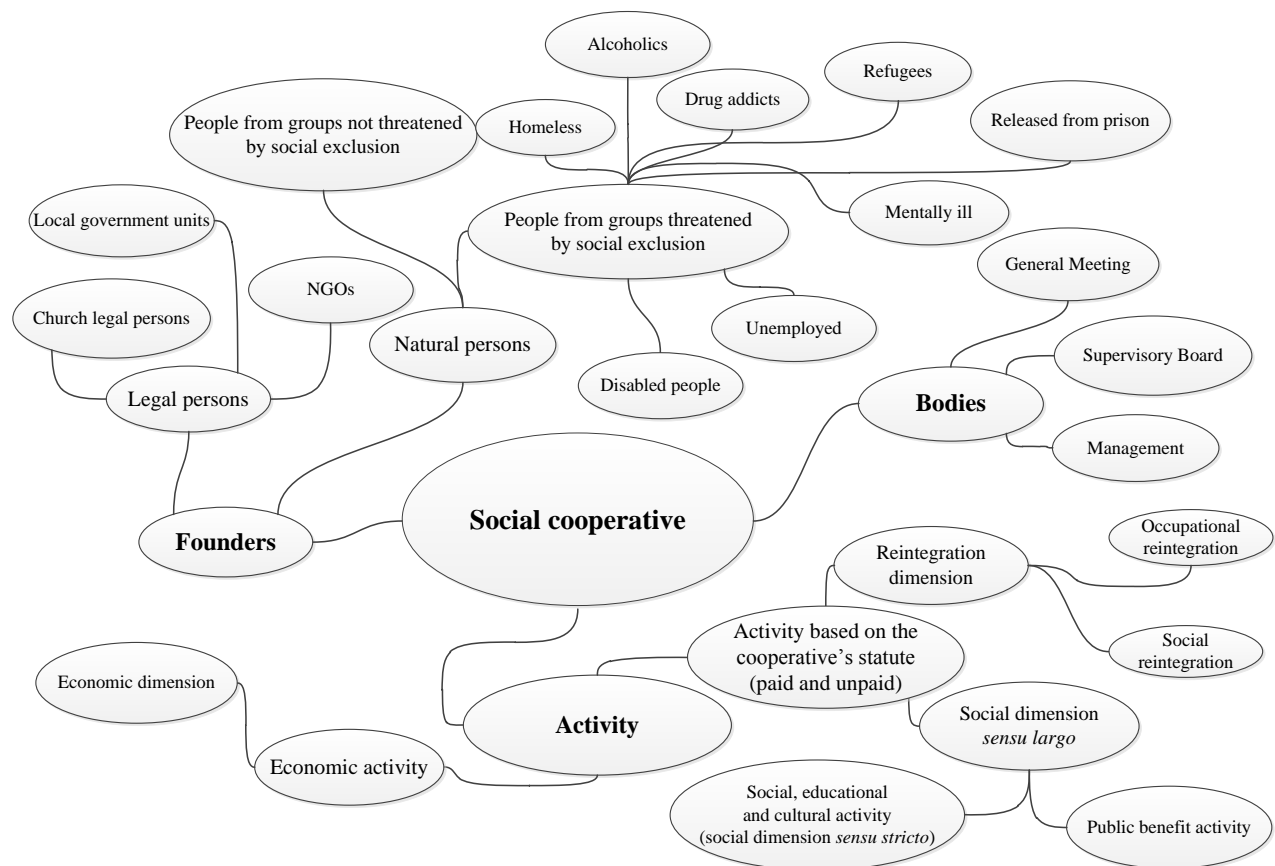 Alcoholics
Refugees
Drug addicts
Released from prison
People from groups not threatened
by social exclusion
Homeless
Local government units
People from groups threatened
by social exclusion
Mentally ill
General Meeting
NGOs
Church legal persons
Unemployed
Natural persons
Supervisory Board
Disabled people
Legal persons
Bodies
Management
Social cooperative
Founders
Occupational
reintegration
Reintegration
dimension
Activity based on the
cooperative’s statute
(paid and unpaid)
Social
reintegration
Economic dimension
Activity
Social dimension
sensu largo
Economic activity
Social, educational
and cultural activity
(social dimension sensu stricto)
Public benefit activity